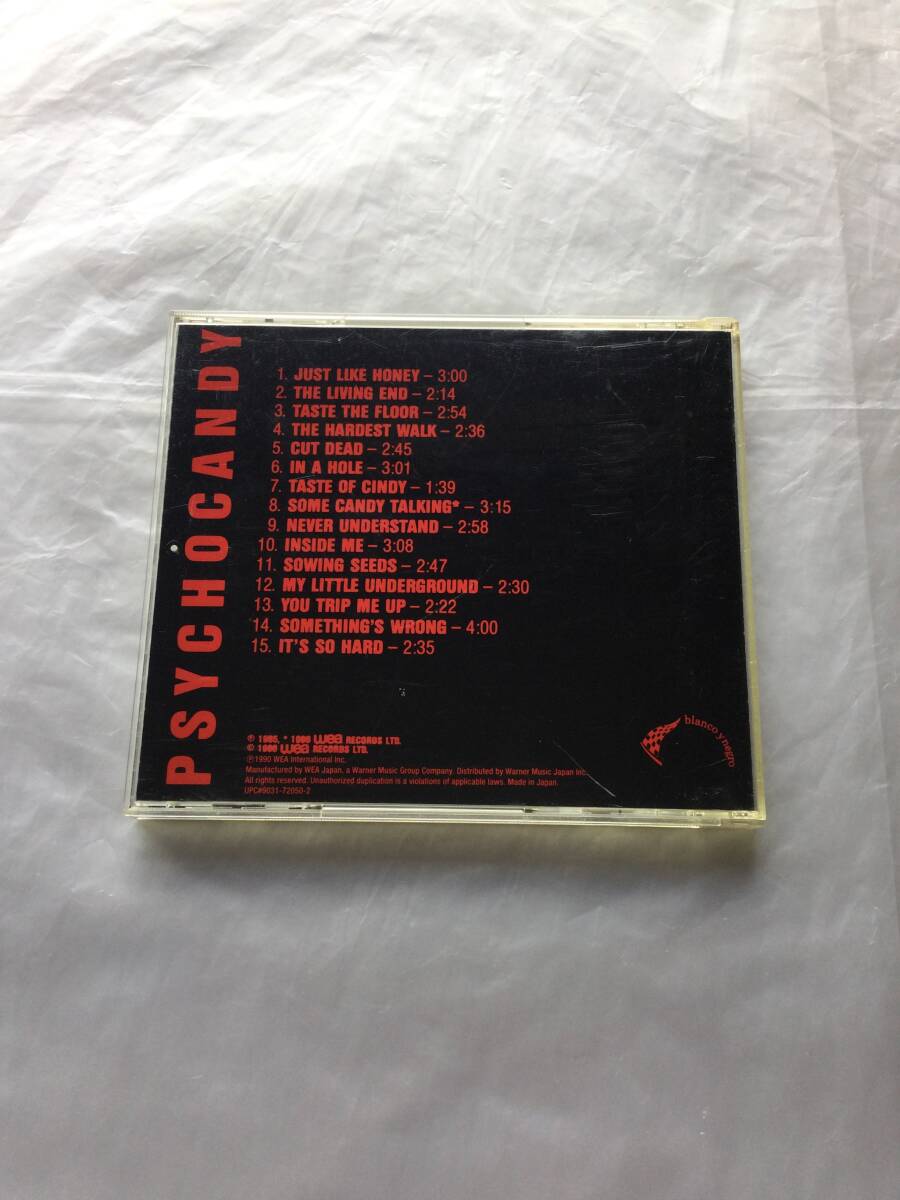 PSYCHOCANDY
1. JUST LIKE HONEY – 3:00
2. THE LIVING END – 2:14
3. TASTE THE FLOOR – 2:54
4. THE HARDEST WALK – 2:36
5. CUT DEAD – 2:45
6. IN A HOLE – 3:01
7. TASTE OF CINDY – 1:39
8. SOME CANDY TALKING* – 3:15
9. NEVER UNDERSTAND – 2:58
10. INSIDE ME – 3:08
11. SOWING SEEDS – 2:47
12. MY LITTLE UNDERGROUND – 2:30
13. YOU TRIP ME UP – 2:22
14. SOMETHING'S WRONG – 4:00
15. IT'S SO HARD – 2:35
℗ 1985, * 1986 wea RECORDS LTD.
© 1986 wea RECORDS LTD.
℗1990 WEA International Inc.
Manufactured by WEA Japan, a Warner Music Group Company. Distributed by Warner Music Japan Inc.
All rights reserved. Unauthorized duplication is a violations of applicable laws. Made in Japan.
UPC#9031-72050-2
blanco y negro